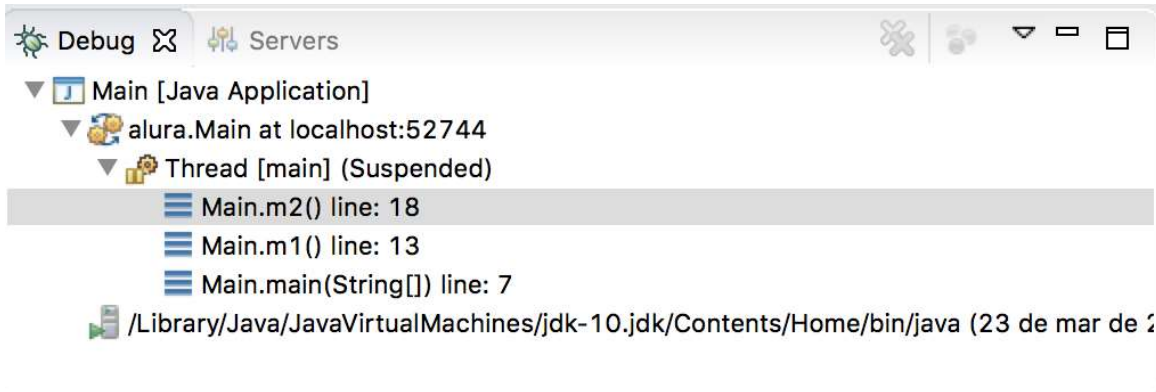 Debug Servers
Main [Java Application]
alura.Main at localhost:52744
Thread [main] (Suspended)
Main.m2() line: 18
Main.m1() line: 13
Main.main(String[]) line: 7
/Library/Java/JavaVirtualMachines/jdk-10.jdk/Contents/Home/bin/java (23 de mar de